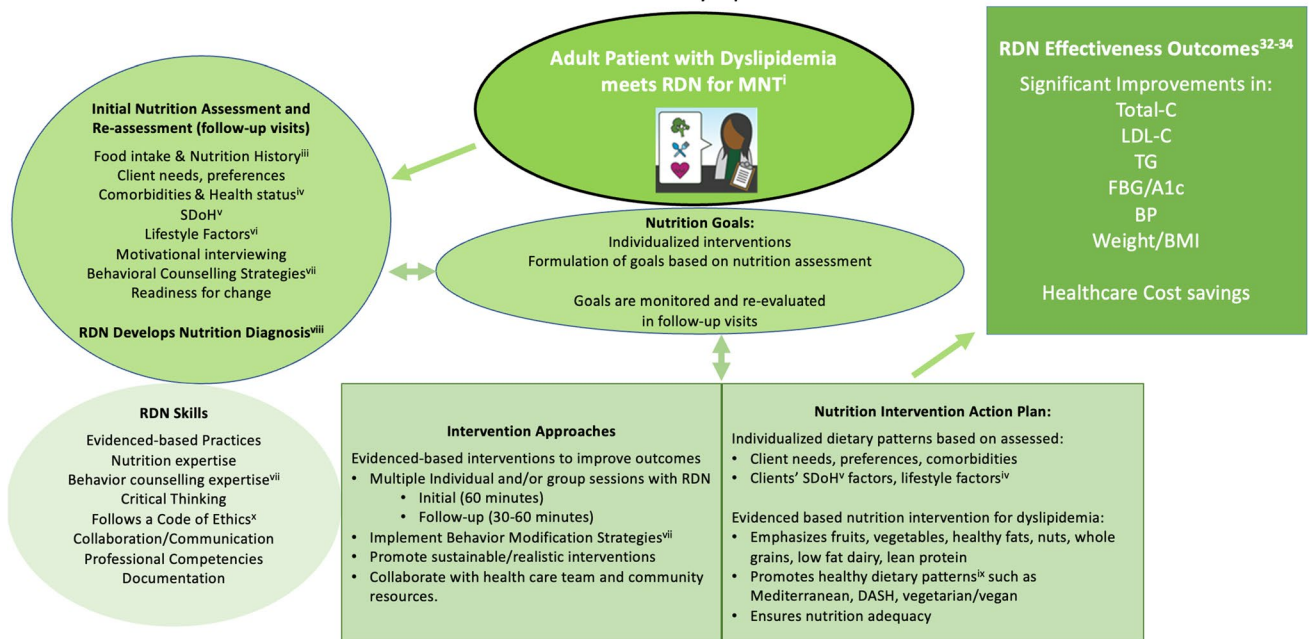 Adult Patient with Dyslipidemia
meets RDN for MNTⁱ
Initial Nutrition Assessment and
Re-assessment (follow-up visits)
Food intake & Nutrition Historyⁱⁱⁱ
Client needs, preferences
Comorbidities & Health statusⁱᵛ
SDoHᵛ
Lifestyle Factorsᵛⁱ
Motivational interviewing
Behavioral Counselling Strategiesᵛⁱⁱ
Readiness for change
RDN Develops Nutrition Diagnosisᵛⁱⁱⁱ
Nutrition Goals:
Individualized interventions
Formulation of goals based on nutrition assessment
Goals are monitored and re-evaluated
in follow-up visits
RDN Effectiveness Outcomes³²⁻³⁴
Significant Improvements in:
Total-C
LDL-C
TG
FBG/A1c
BP
Weight/BMI
Healthcare Cost savings
RDN Skills
Evidenced-based Practices
Nutrition expertise
Behavior counselling expertiseᵛⁱⁱ
Critical Thinking
Follows a Code of Ethicsˣ
Collaboration/Communication
Professional Competencies
Documentation
Intervention Approaches
Evidenced-based interventions to improve outcomes
• Multiple Individual and/or group sessions with RDN
• Initial (60 minutes)
• Follow-up (30-60 minutes)
• Implement Behavior Modification Strategiesᵛⁱⁱ
• Promote sustainable/realistic interventions
• Collaborate with health care team and community
resources.
Nutrition Intervention Action Plan:
Individualized dietary patterns based on assessed:
• Client needs, preferences, comorbidities
• Clients' SDoHᵛ factors, lifestyle factorsⁱᵛ
Evidenced based nutrition intervention for dyslipidemia:
• Emphasizes fruits, vegetables, healthy fats, nuts, whole
grains, low fat dairy, lean protein
• Promotes healthy dietary patternsⁱˣ such as
Mediterranean, DASH, vegetarian/vegan
• Ensures nutrition adequacy